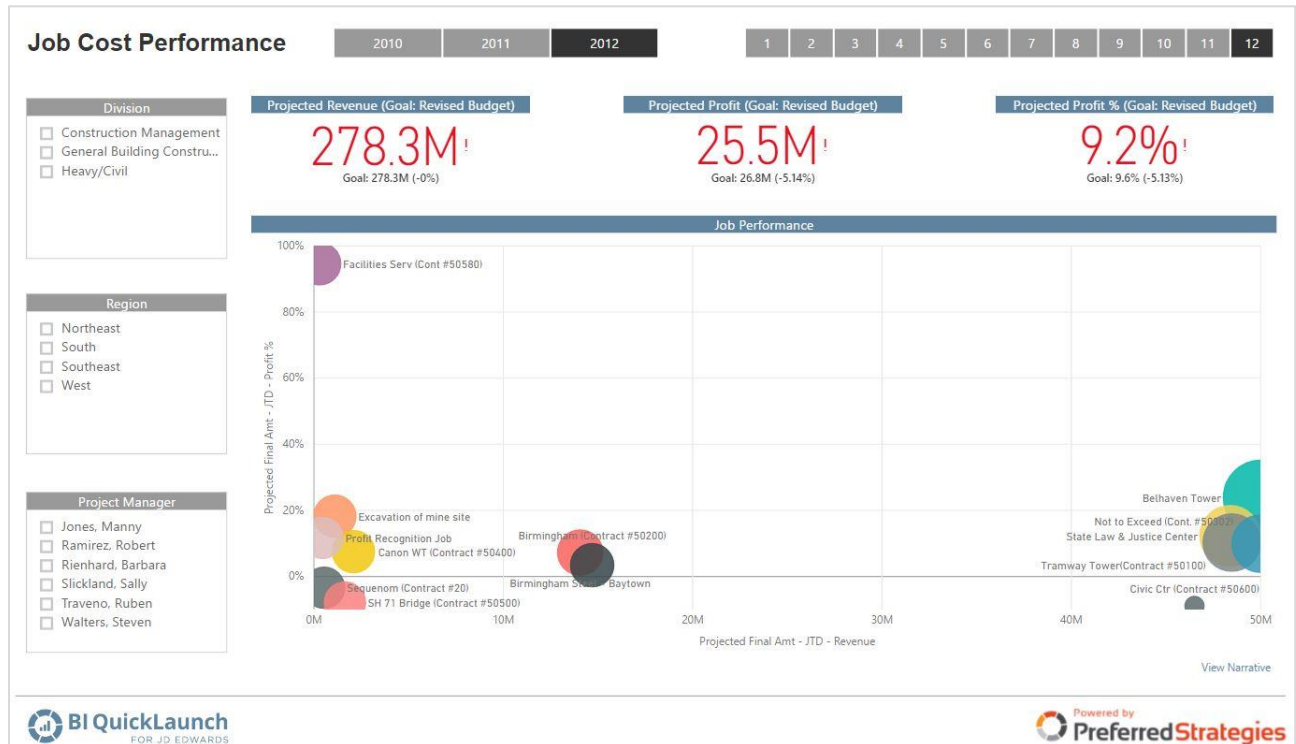 Job Cost Performance
2010 2011 2012
1 2 3 4 5 6 7 8 9 10 11 12
Division
Construction Management
General Building Constru...
Heavy/Civil
Region
Northeast
South
Southeast
West
Project Manager
Jones, Manny
Ramirez, Robert
Rienhard, Barbara
Slickland, Sally
Traveno, Ruben
Walters, Steven
Projected Revenue (Goal: Revised Budget)
278.3M!
Goal: 278.3M (-0%)
Projected Profit (Goal: Revised Budget)
25.5M!
Goal: 26.8M (-5.14%)
Projected Profit % (Goal: Revised Budget)
9.2%!
Goal: 9.6% (-5.13%)
Job Performance
Projected Final Amt - JTD - Profit %
100%
80%
60%
40%
20%
0%
Facilities Serv (Cont #50580)
Excavation of mine site
Profit Recognition Job
Canon WT (Contract #50400)
Birmingham (Contract #50200)
Sequenom (Contract #20)
SH 71 Bridge (Contract #50500)
Birmingham Baytown
Belhaven Tower
Not to Exceed (Cont. #50302)
State Law & Justice Center
Tramway Tower(Contract #50100)
Civic Ctr (Contract #50600)
0M 10M 20M 30M 40M 50M
Projected Final Amt - JTD - Revenue
View Narrative
BI QuickLaunch
FOR JD EDWARDS
Powered by
Preferred Strategies